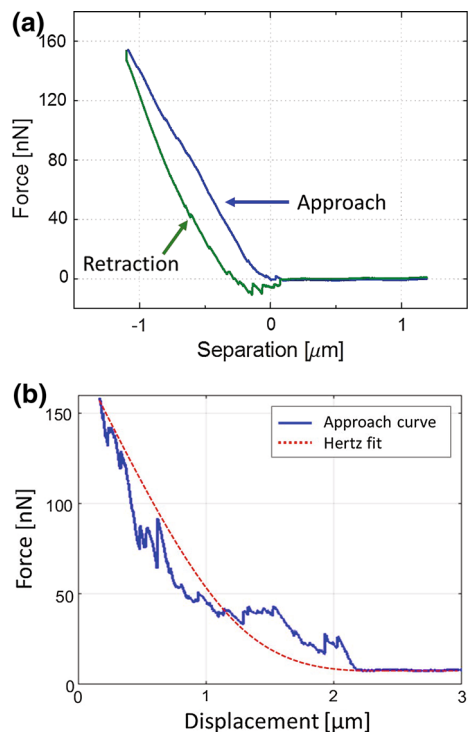 (a)
160
120
80
40
0
Force [nN]
Approach
Retraction
-1 0 1
Separation [μm]
(b)
150
100
50
0
Force [nN]
Approach curve
Hertz fit
0 1 2 3
Displacement [μm]